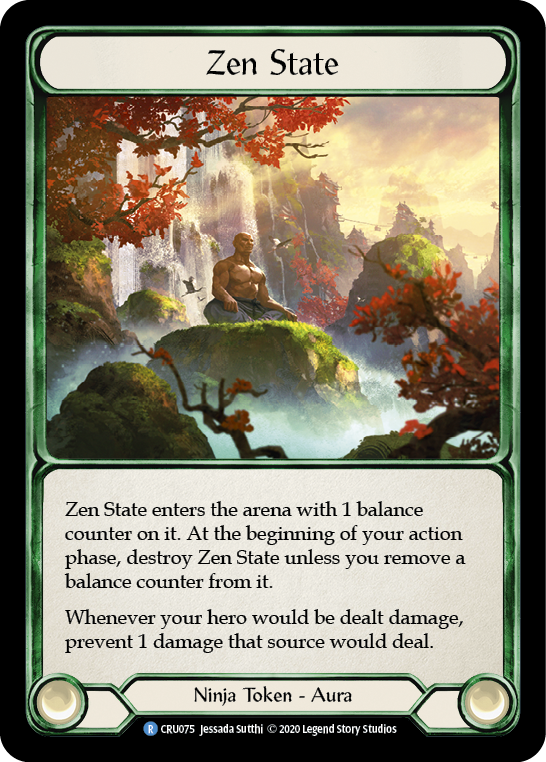 Zen State
Zen State enters the arena with 1 balance
counter on it. At the beginning of your action
phase, destroy Zen State unless you remove a
balance counter from it.
Whenever your hero would be dealt damage,
prevent 1 damage that source would deal.
Ninja Token - Aura
R CRU075 Jessada Sutthi © 2020 Legend Story Studios